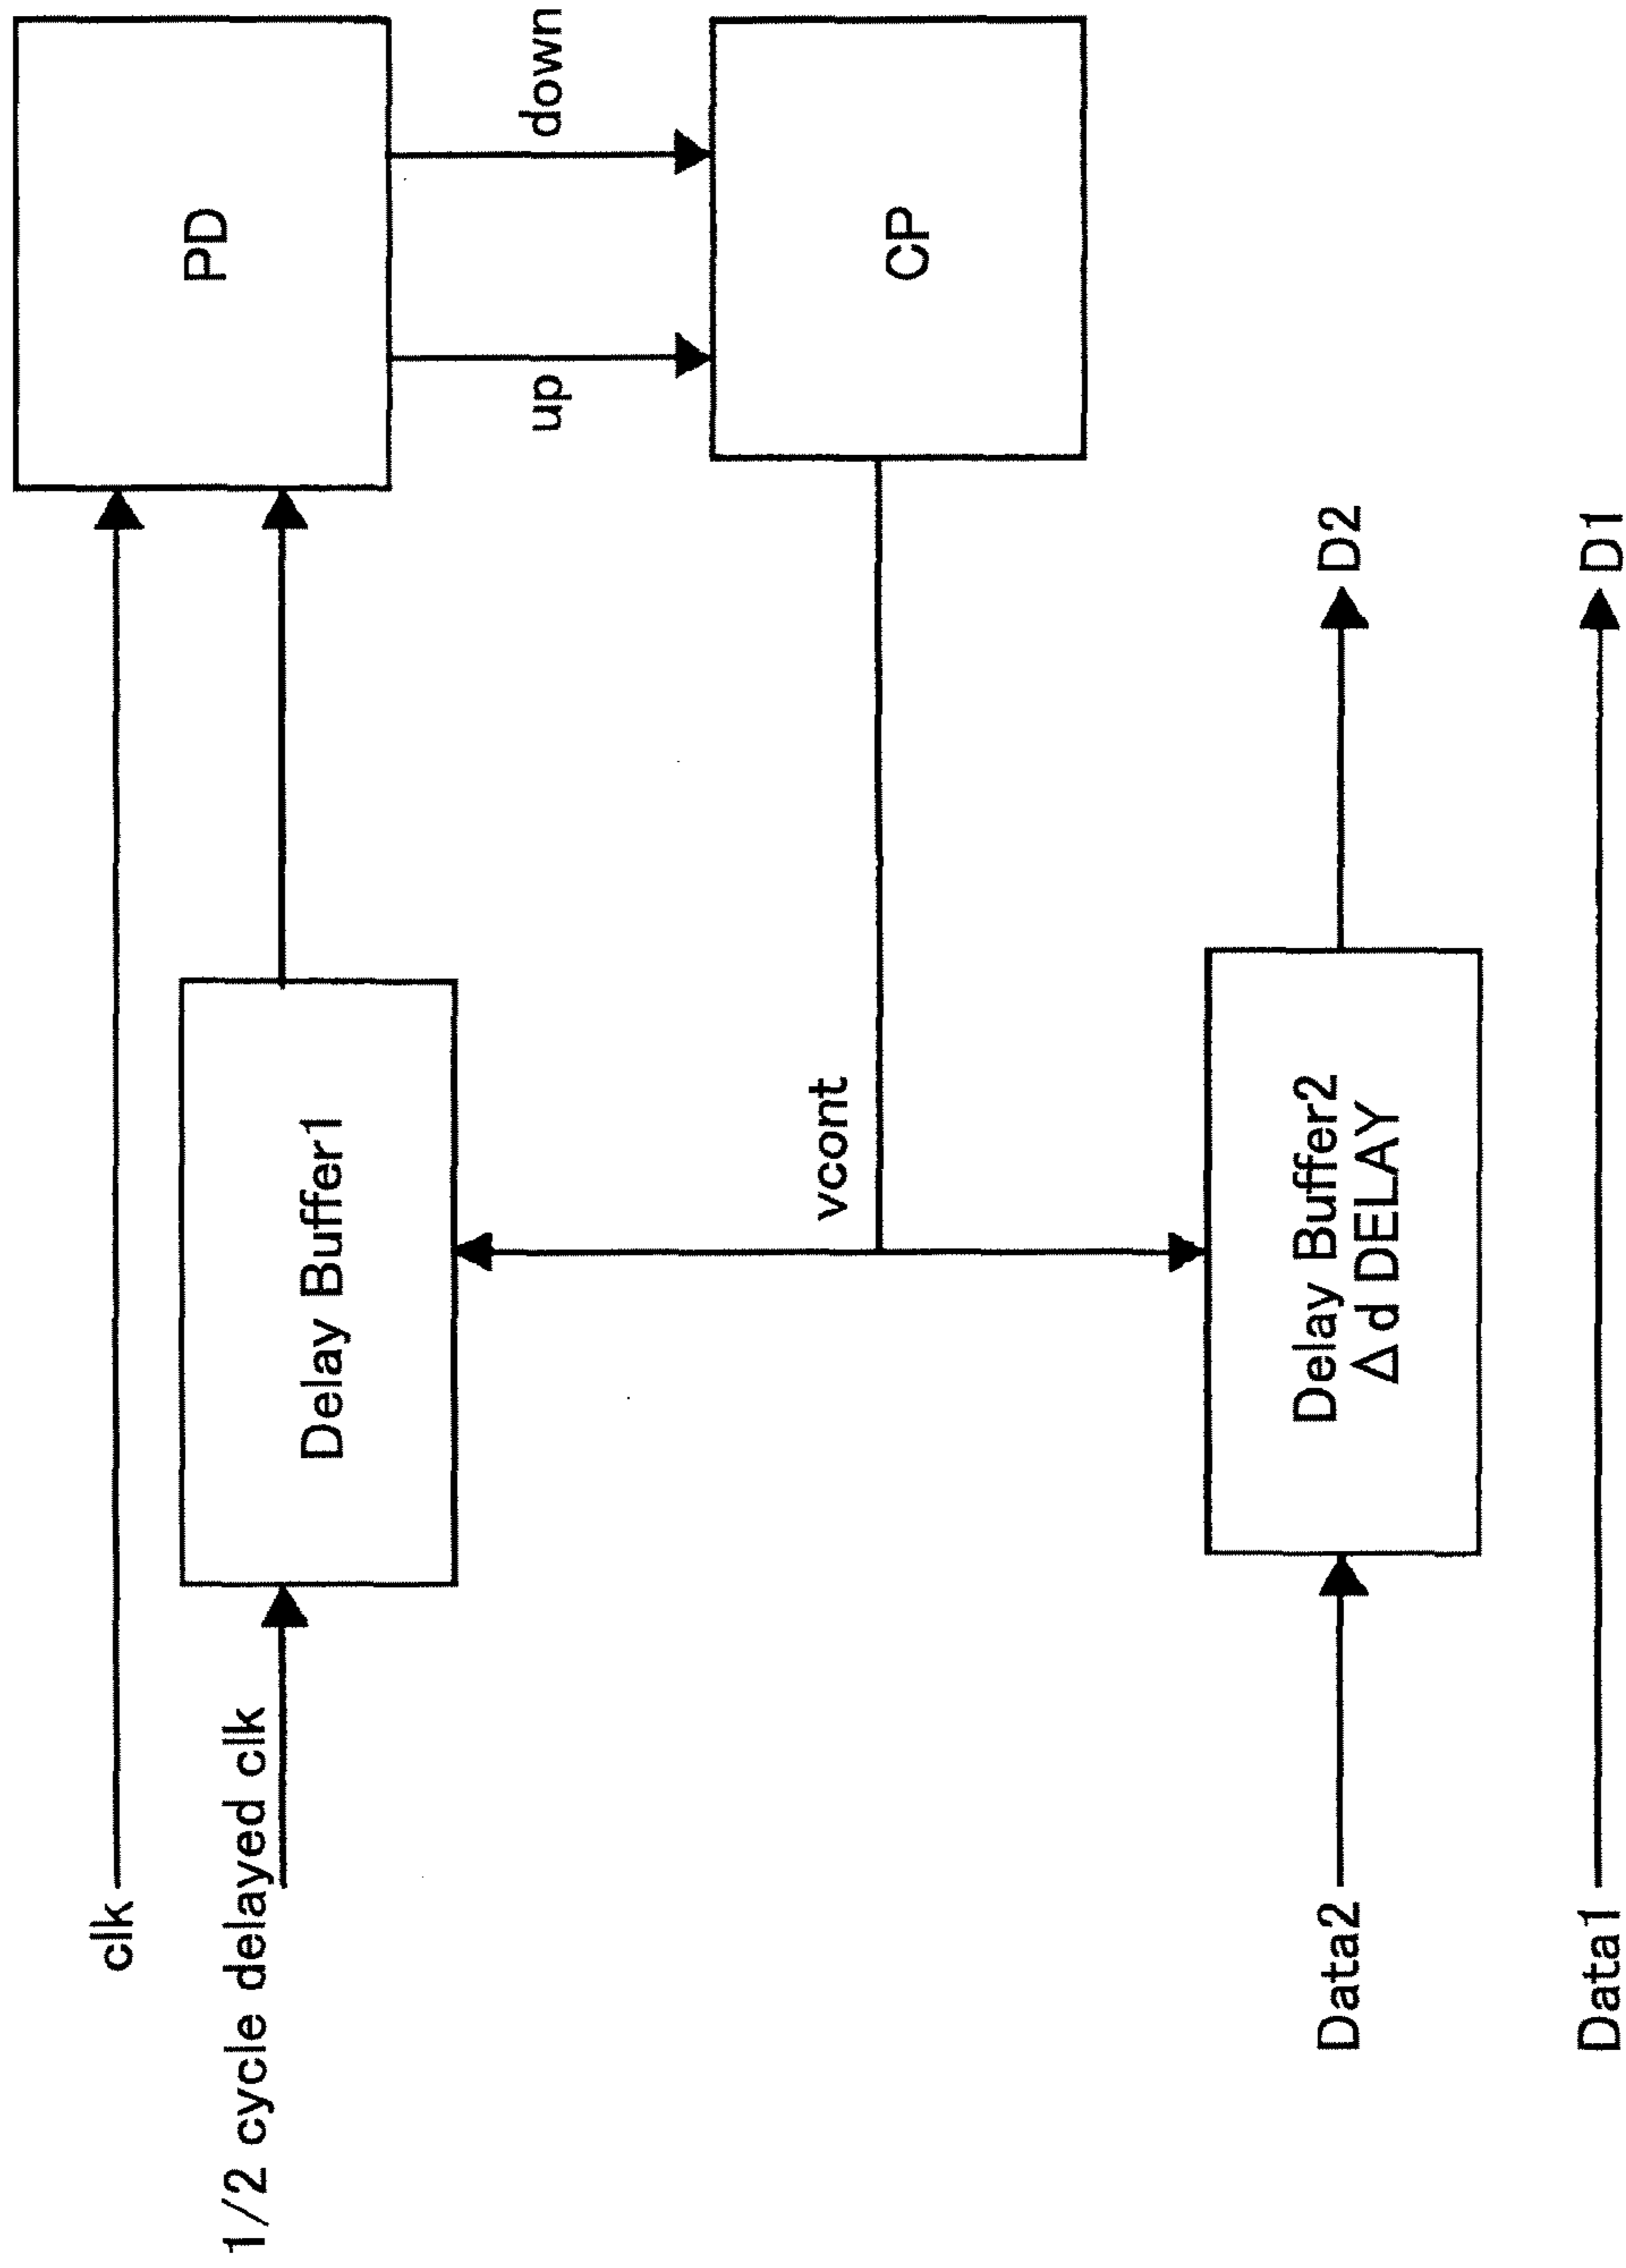 clk
PD
1/2 cycle delayed clk
Delay Buffer1
up
down
vcont
CP
Data2
Delay Buffer2
Δd DELAY
D2
Data1
D1